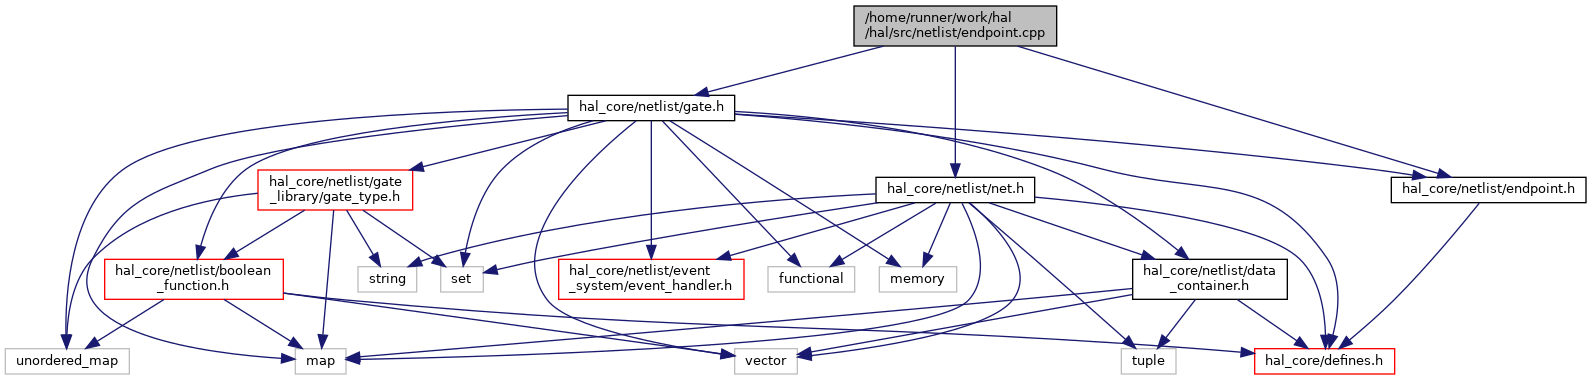 /home/runner/work/hal
/hal/src/netlist/endpoint.cpp
hal_core/netlist/gate.h
hal_core/netlist/gate
_library/gate_type.h
hal_core/netlist/net.h
hal_core/netlist/endpoint.h
hal_core/netlist/boolean
_function.h
string
set
hal_core/netlist/event
_system/event_handler.h
functional
memory
hal_core/netlist/data
_container.h
unordered_map
map
vector
tuple
hal_core/defines.h